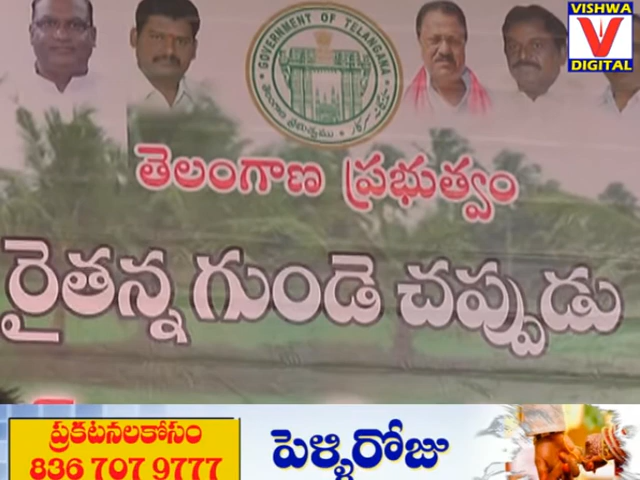 VISHWA
V
DIGITAL
GOVERNMENT OF TELANGANA
తెలంగాణ ప్రభుత్వం
రైతన్న గుండె చప్పుడు
ప్రకటనలకోసం
836 707 9777
పెళ్ళిరోజు